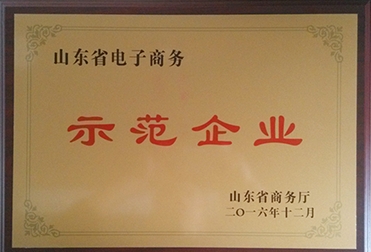 山东省电子商务
示范企业
山东省商务厅
二〇一六年十二月